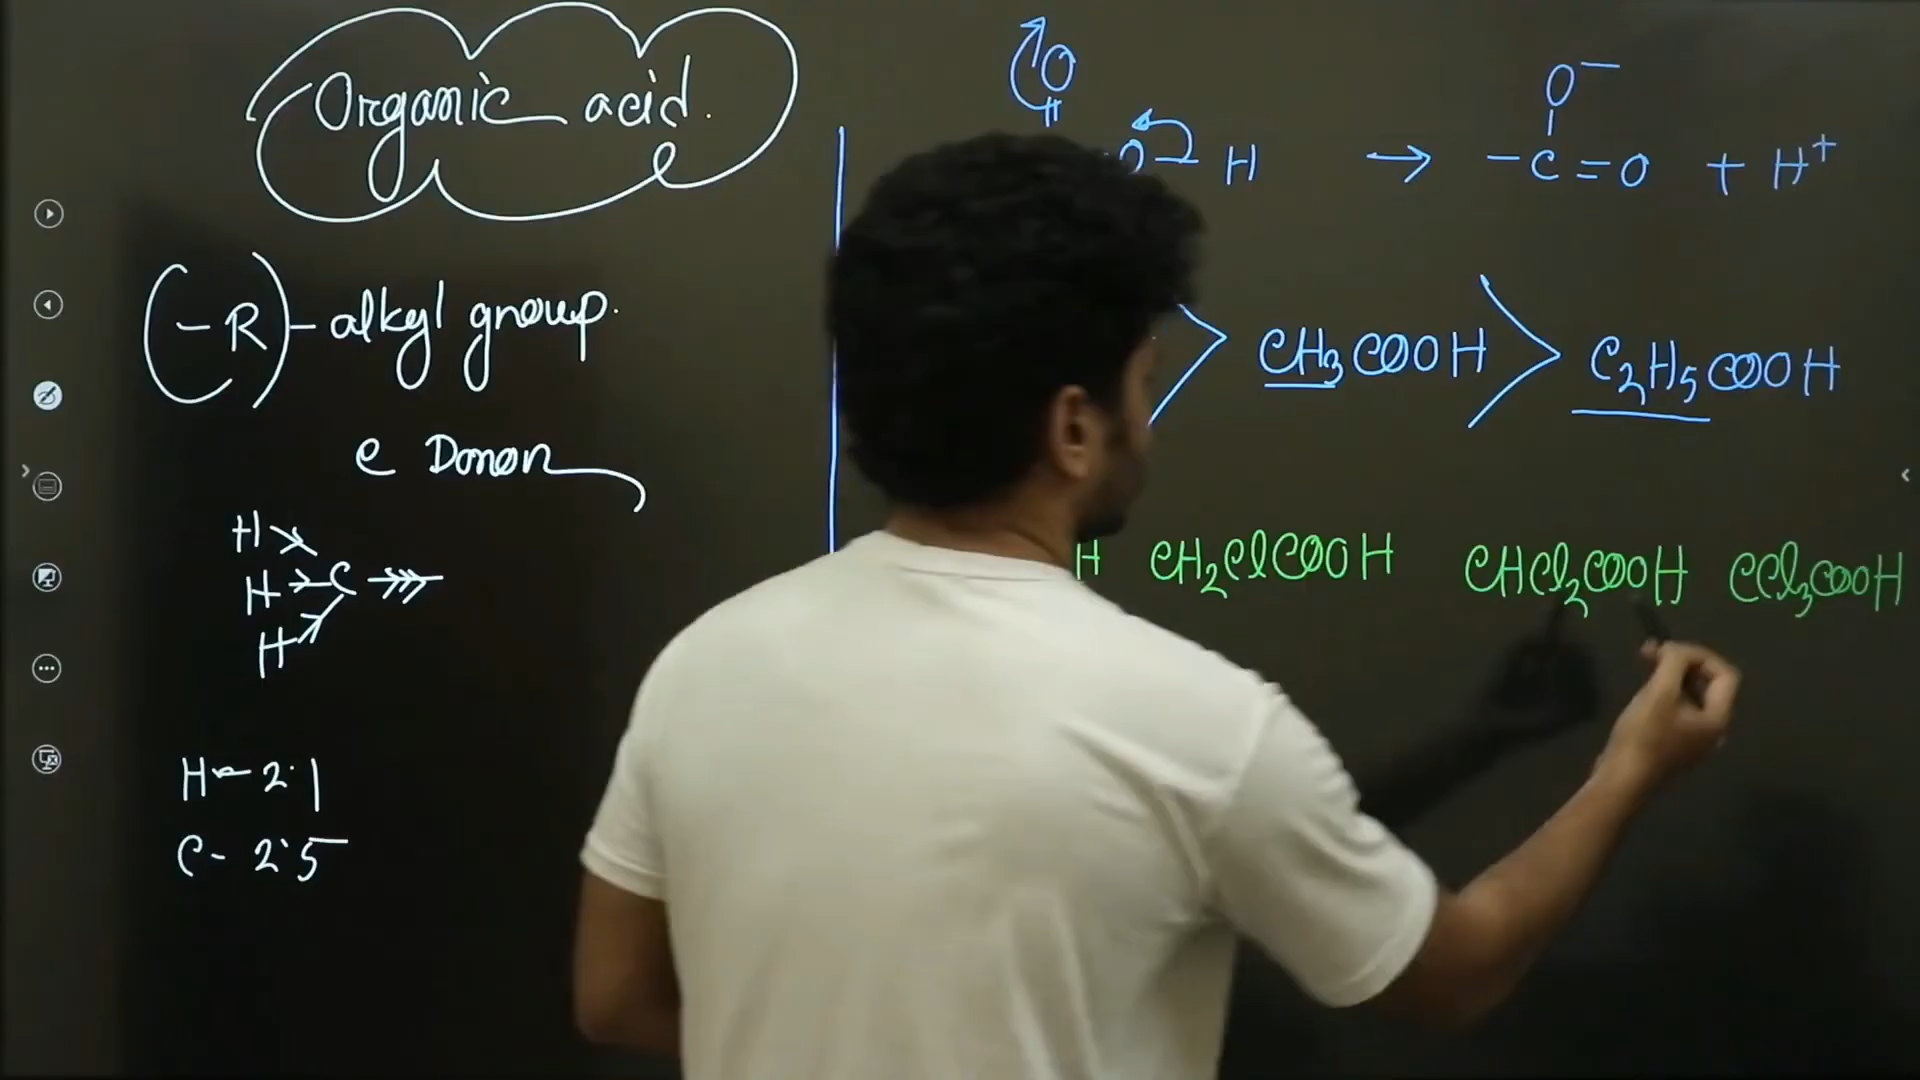 Organic acid.
(-R)- alkyl group.
e Donor
H
H C
H
H - 2.1
C - 2.5
O O⁻
O H → -C=O + H⁺
> CH₃COOH > C₂H₅COOH
H CH₂ClCOOH CHCl₂COOH CCl₃COOH